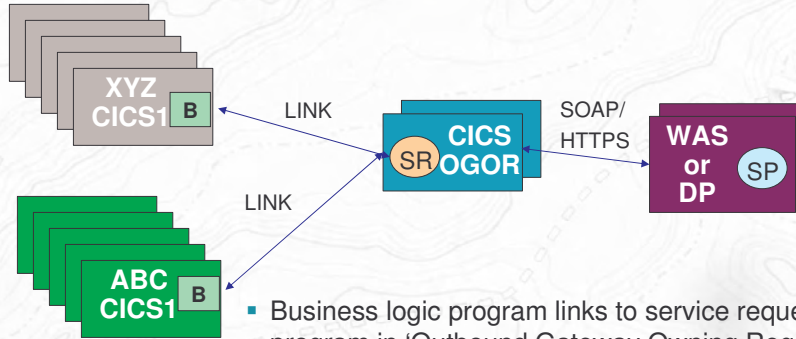 XYZ
CICS1
B
LINK
SOAP/
HTTPS
CICS
SR OGOR
WAS
or
DP
SP
LINK
ABC
CICS1
B
▪ Business logic program links to service